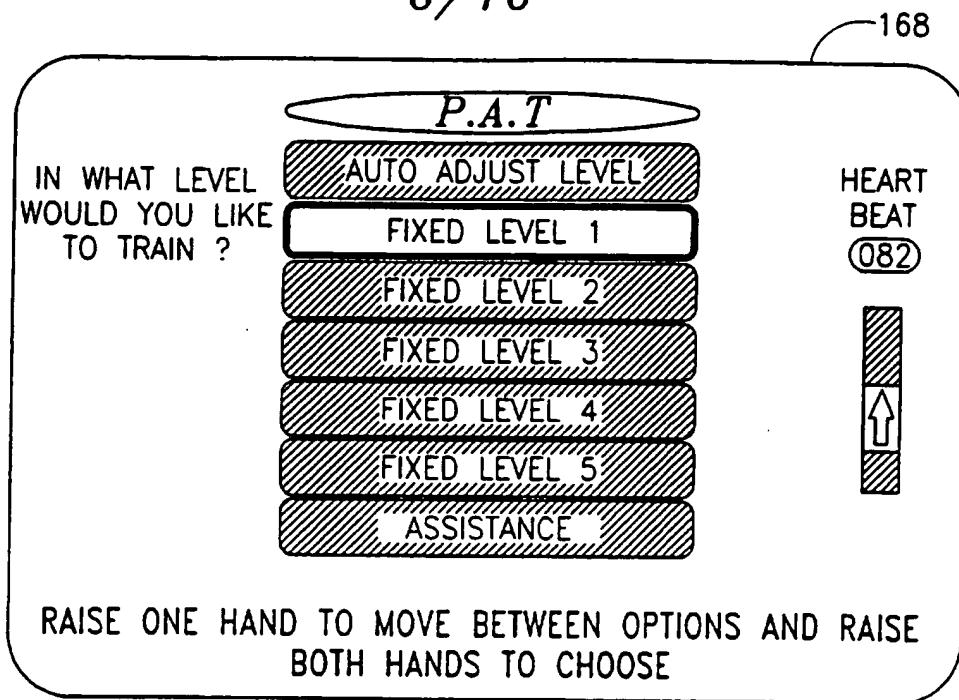 168
P.A.T
IN WHAT LEVEL
WOULD YOU LIKE
TO TRAIN ?
AUTO ADJUST LEVEL
FIXED LEVEL 1
FIXED LEVEL 2
FIXED LEVEL 3
FIXED LEVEL 4
FIXED LEVEL 5
ASSISTANCE
HEART
BEAT
082
RAISE ONE HAND TO MOVE BETWEEN OPTIONS AND RAISE
BOTH HANDS TO CHOOSE